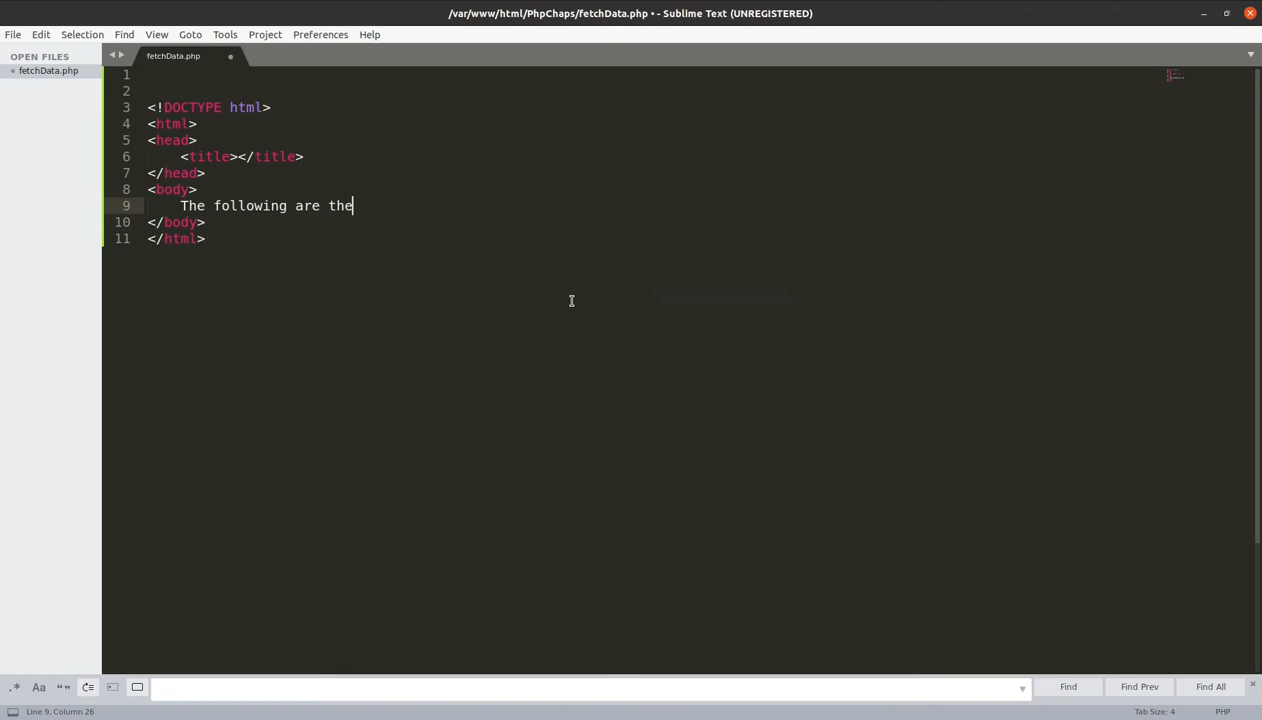 /var/www/html/PhpChaps/fetchData.php • - Sublime Text (UNREGISTERED)
File Edit Selection View Goto Tools Project Preferences Help
OPEN FILES
fetchData.php
fetchData.php
1
2
3 <!DOCTYPE html>
4 <html>
5 <head>
6 <title></title>
7 </head>
8 <body>
9 The following are the
10 </body>
11 </html>
.* Aa “” Find Find Prev Find All
Line 9, Column 26 Tab Size: 4 PHP